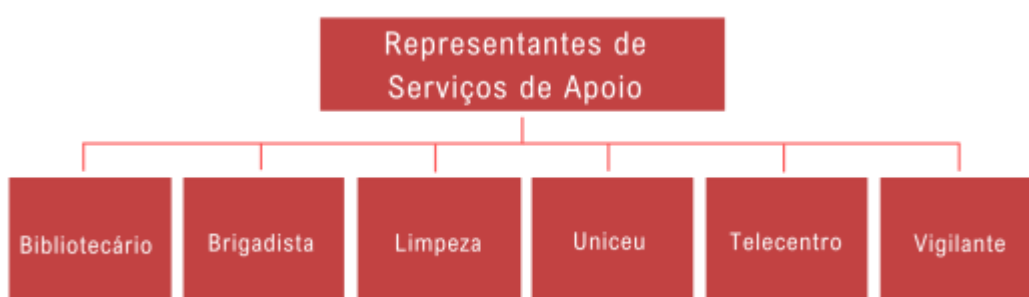 Representantes de
Serviços de Apoio
Bibliotecário
Brigadista
Limpeza
Uniceu
Telecentro
Vigilante